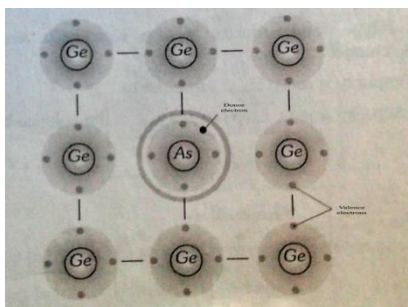 Ge Ge Ge
Donor
electron
Ge As Ge
Valence
electrons
Ge Ge Ge